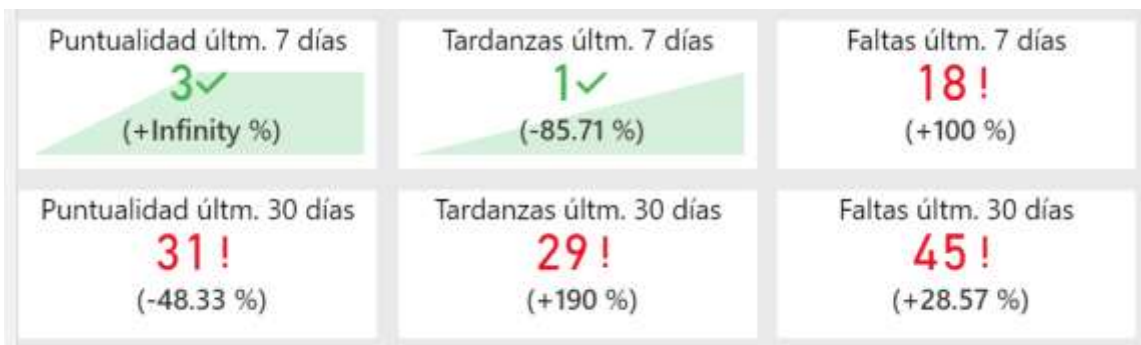 Puntualidad últm. 7 días
3
(+Infinity %)
Tardanzas últm. 7 días
1
(-85.71 %)
Faltas últm. 7 días
18 !
(+100 %)
Puntualidad últm. 30 días
31 !
(-48.33 %)
Tardanzas últm. 30 días
29 !
(+190 %)
Faltas últm. 30 días
45 !
(+28.57 %)